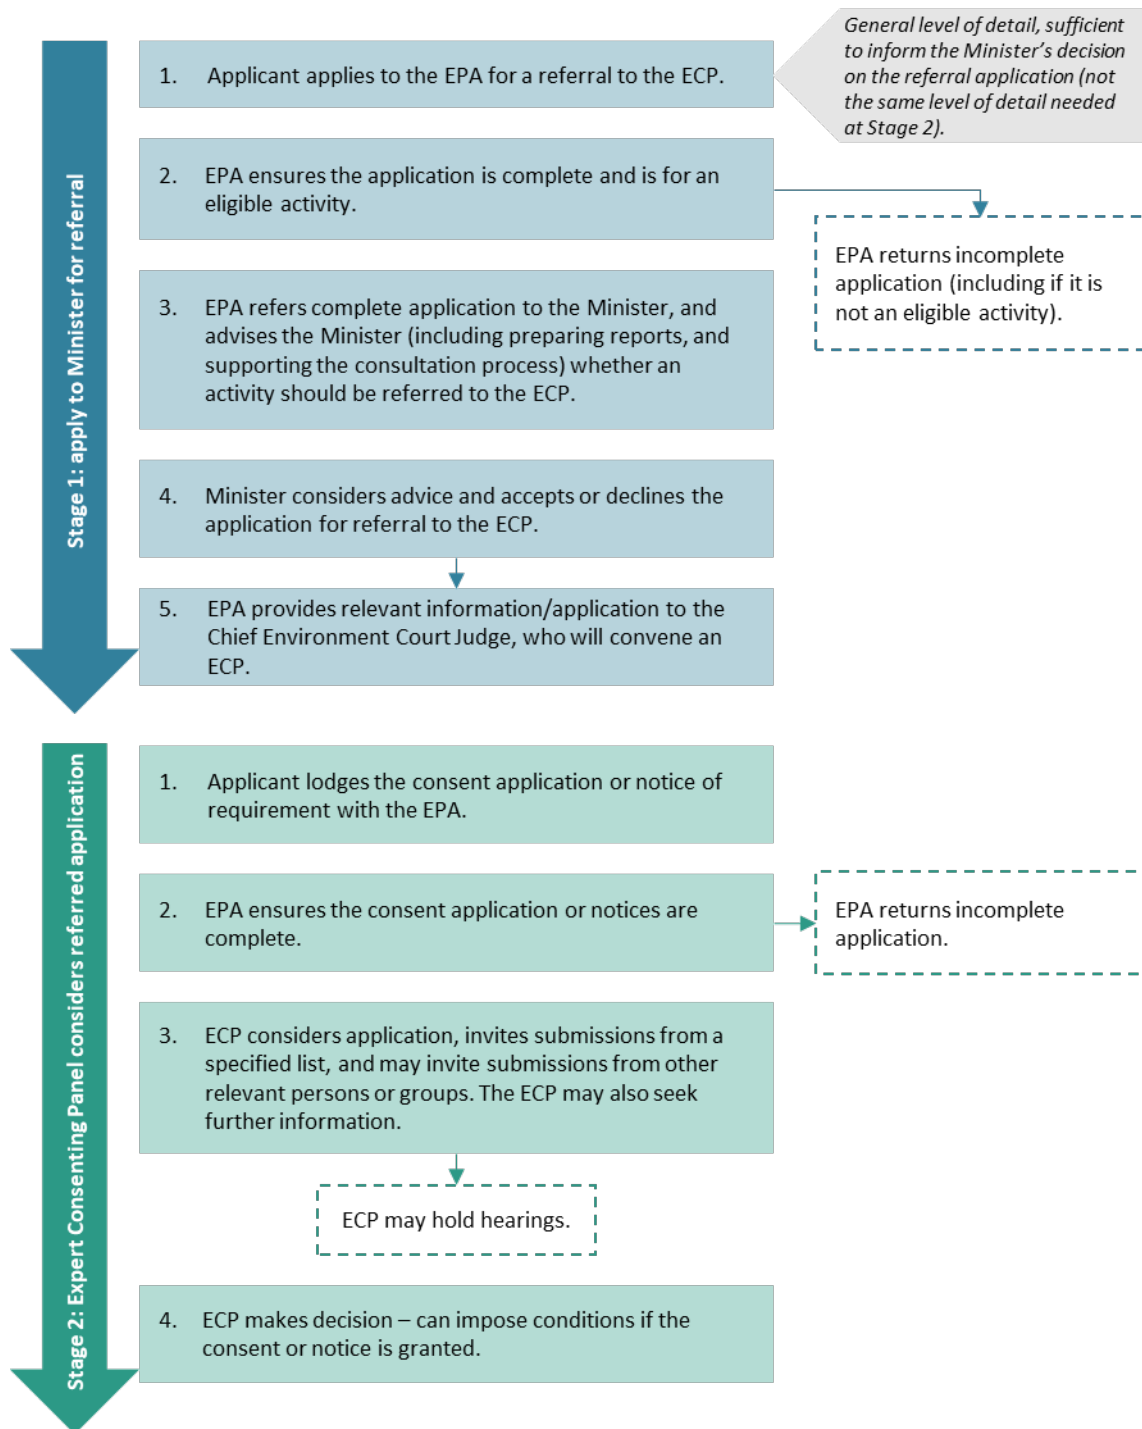 General level of detail, sufficient
to inform the Minister’s decision
on the referral application (not
the same level of detail needed
at Stage 2).
Stage 1: apply to Minister for referral
1. Applicant applies to the EPA for a referral to the ECP.
2. EPA ensures the application is complete and is for an
eligible activity.
EPA returns incomplete
application (including if it is
not an eligible activity).
3. EPA refers complete application to the Minister, and
advises the Minister (including preparing reports, and
supporting the consultation process) whether an
activity should be referred to the ECP.
4. Minister considers advice and accepts or declines the
application for referral to the ECP.
5. EPA provides relevant information/application to the
Chief Environment Court Judge, who will convene an
ECP.
Stage 2: Expert Consenting Panel considers referred application
1. Applicant lodges the consent application or notice of
requirement with the EPA.
2. EPA ensures the consent application or notices are
complete.
EPA returns incomplete
application.
3. ECP considers application, invites submissions from a
specified list, and may invite submissions from other
relevant persons or groups. The ECP may also seek
further information.
ECP may hold hearings.
4. ECP makes decision – can impose conditions if the
consent or notice is granted.